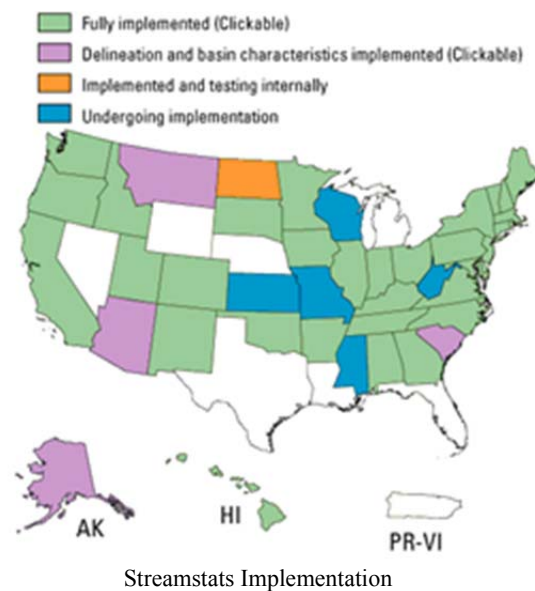 Fully implemented (Clickable)
Delineation and basin characteristics implemented (Clickable)
Implemented and testing internally
Undergoing implementation
AK
HI
PR-VI
Streamstats Implementation